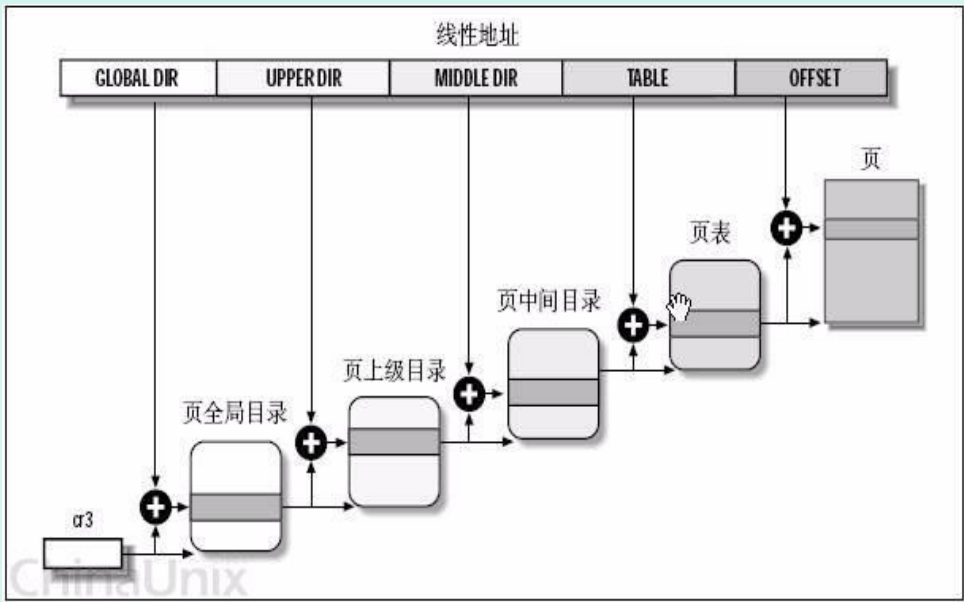 线性地址
GLOBAL DIR
UPPER DIR
MIDDLE DIR
TABLE
OFFSET
页
页表
页中间目录
页上级目录
页全局目录
cr3
ChinaUnix